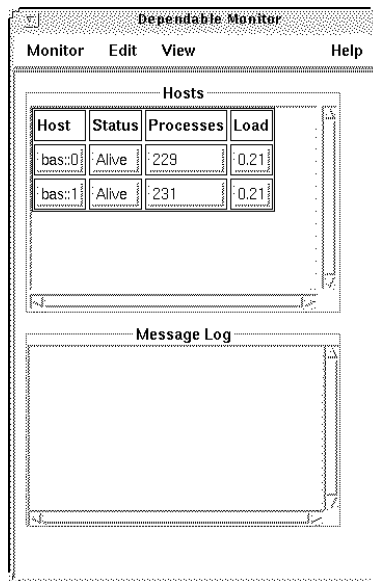 Dependable Monitor
Monitor Edit View Help
Hosts
Host Status Processes Load
bas::0 Alive 229 0.21
bas::1 Alive 231 0.21
Message Log